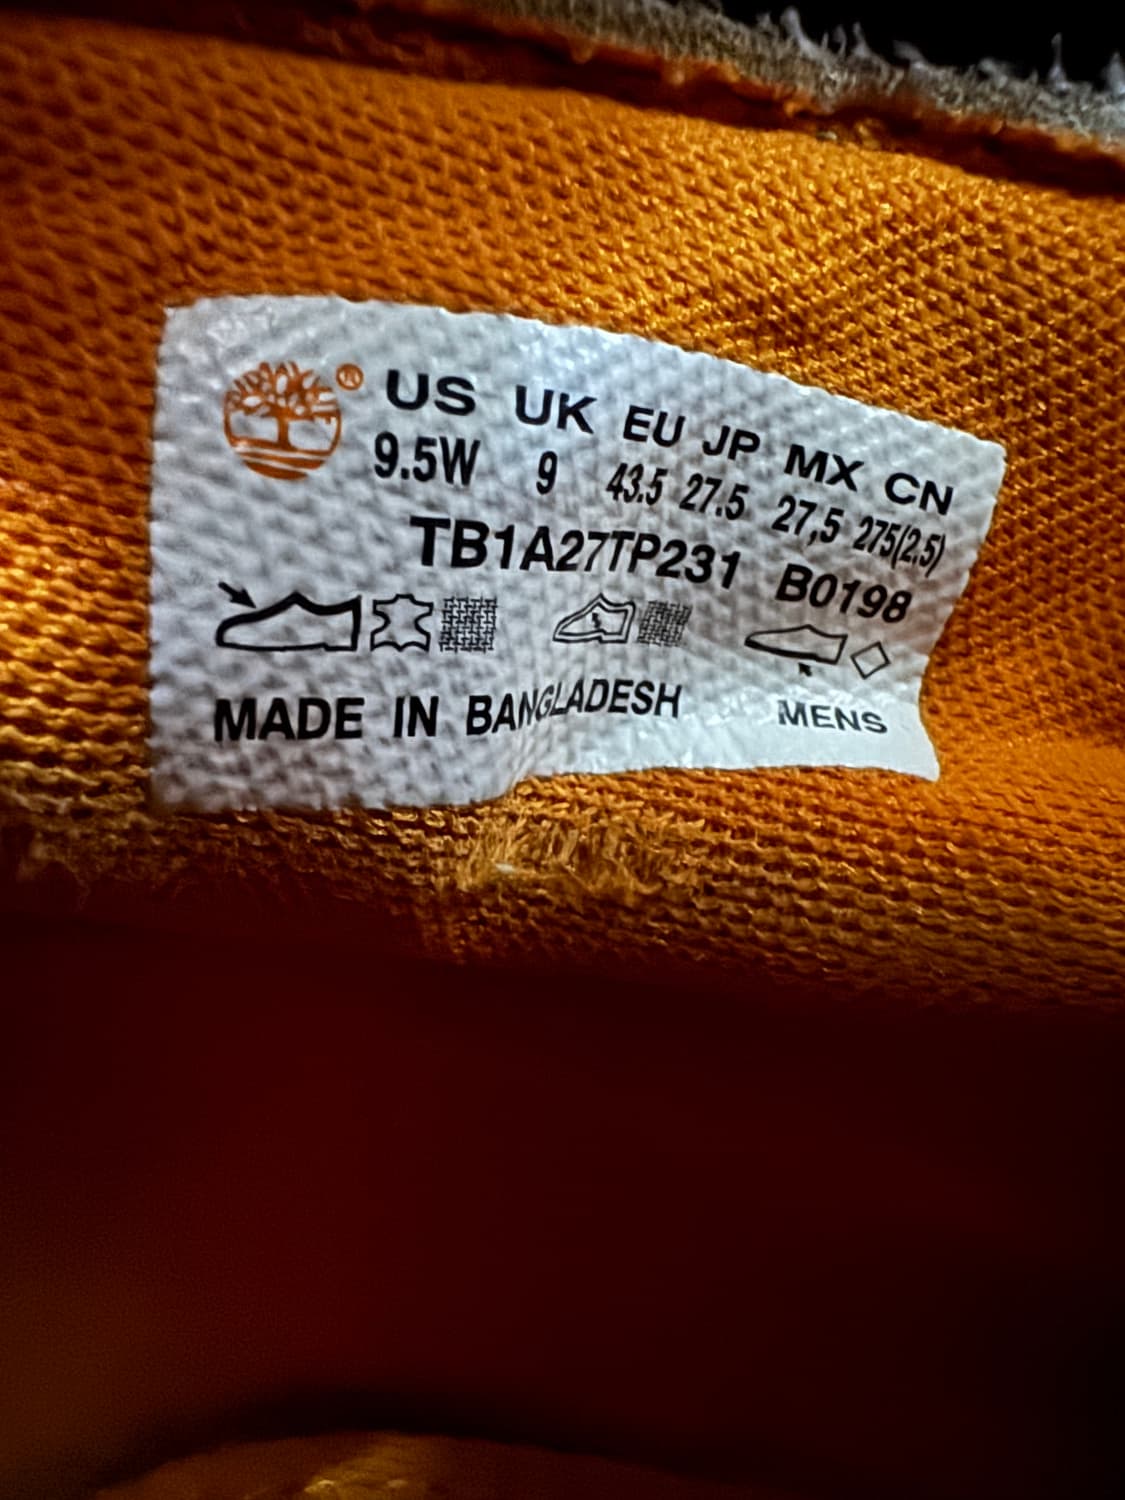 ® US UK EU JP MX CN
9.5W 9 43.5 27.5 27,5 275(2.5)
TB1A27TP231 B0198
MADE IN BANGLADESH MENS